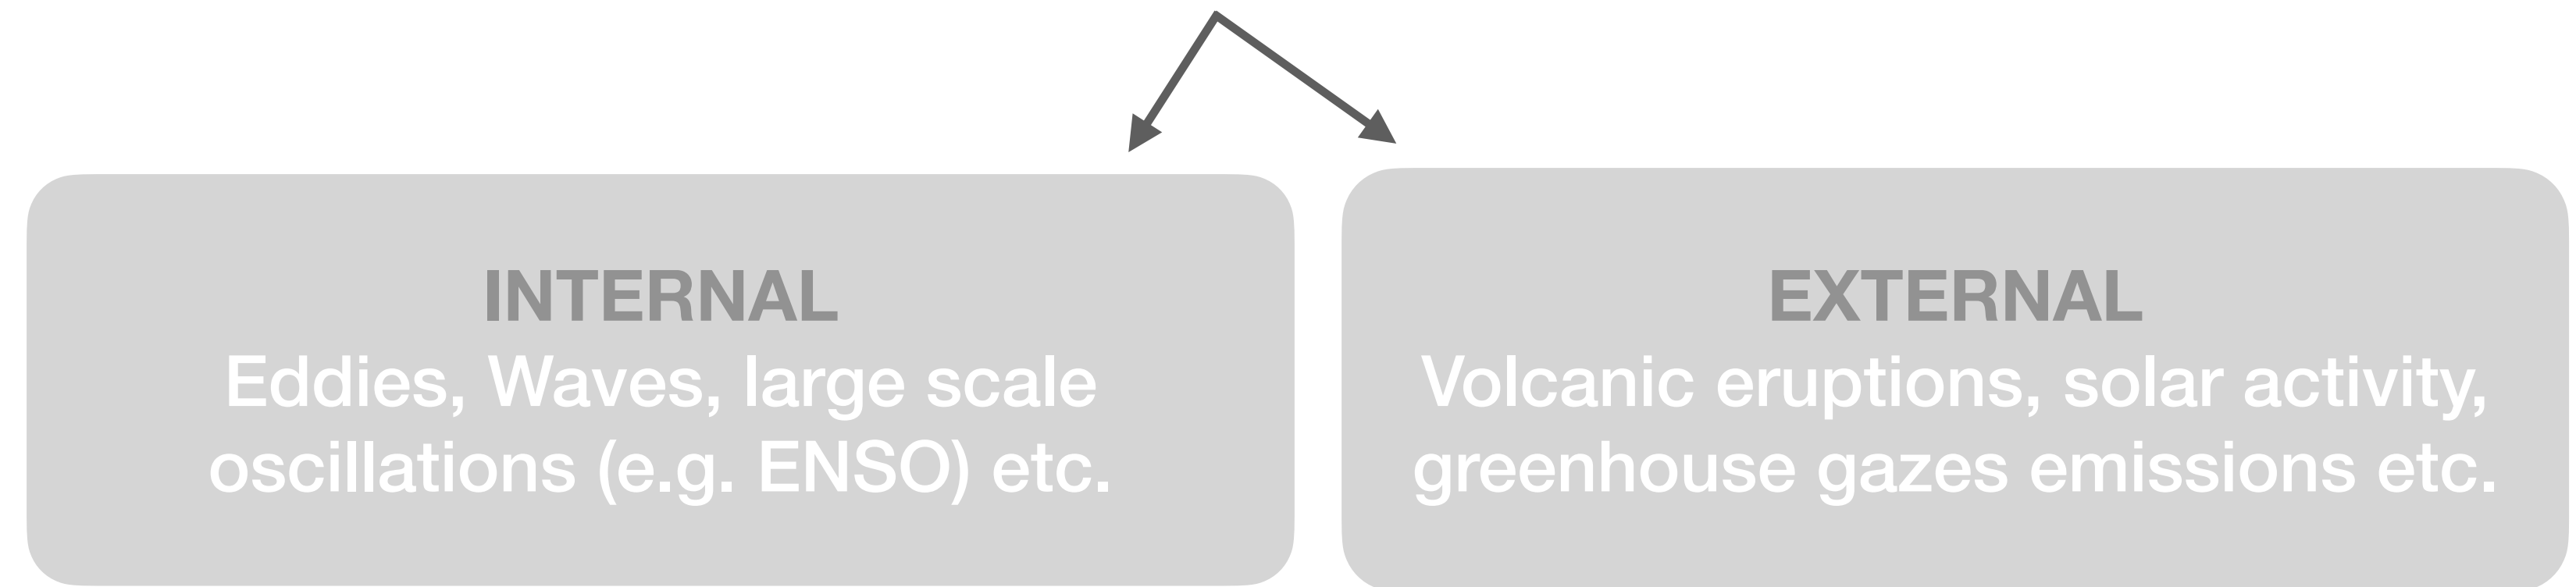 INTERNAL
Eddies, Waves, large scale
oscillations (e.g. ENSO) etc.
EXTERNAL
Volcanic eruptions, solar activity,
greenhouse gazes emissions etc.